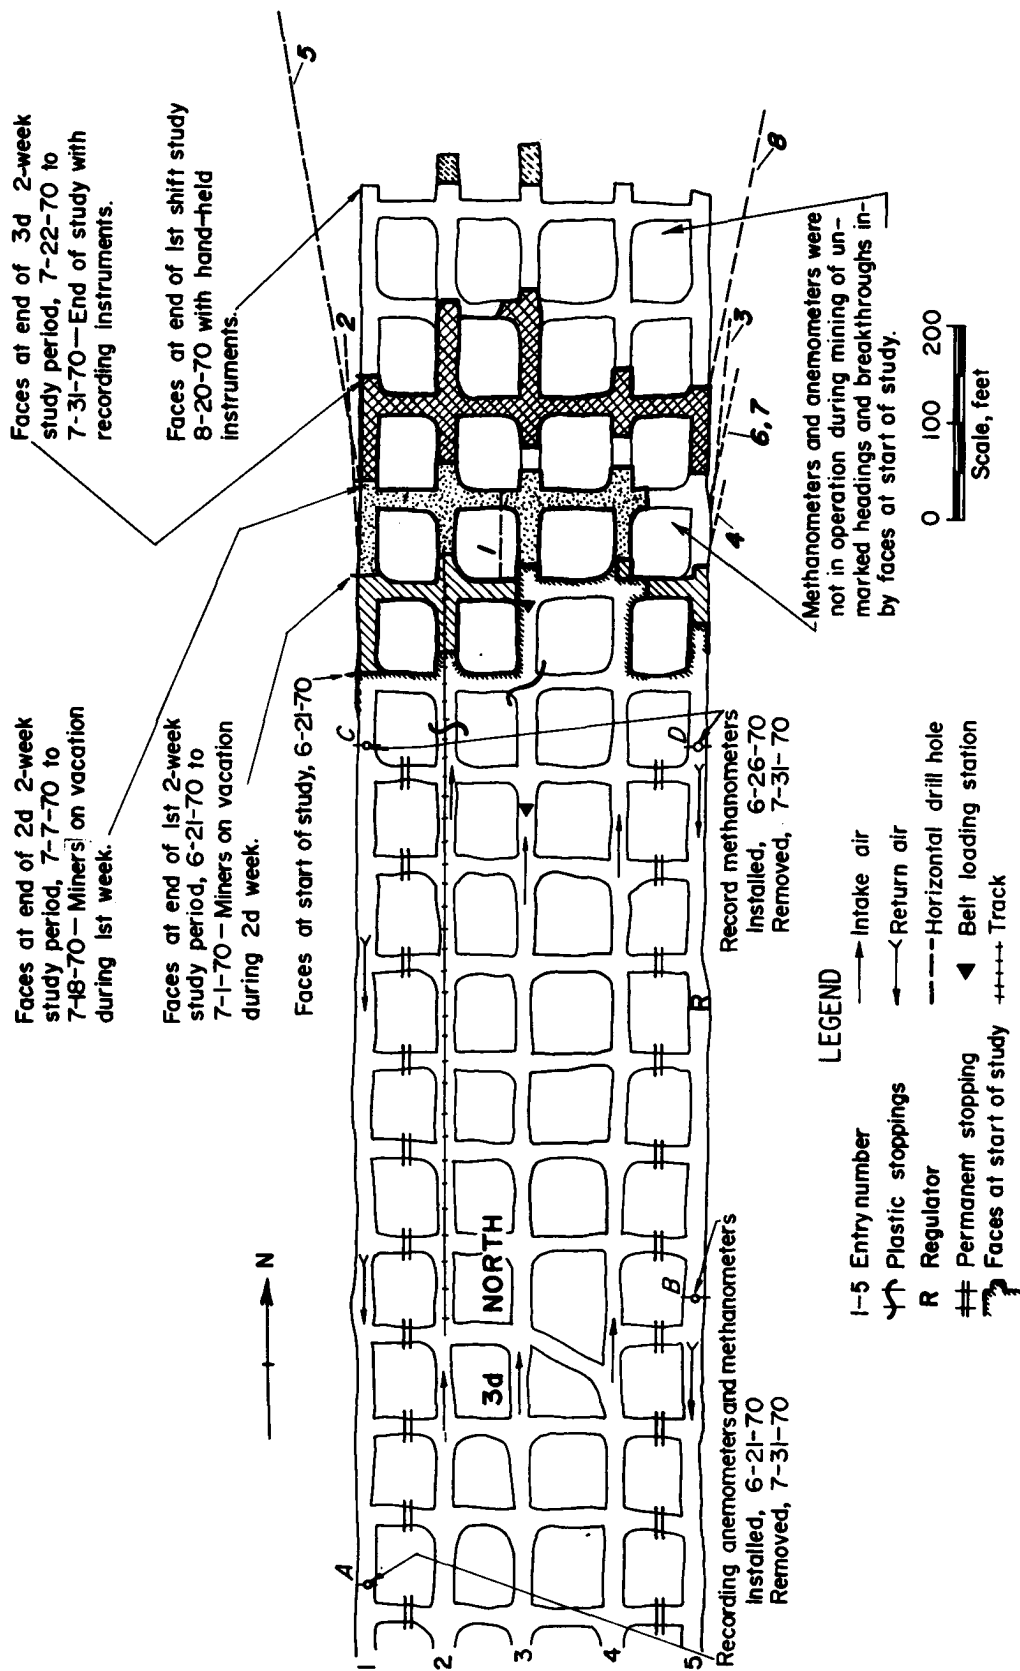 Faces at end of 2d 2-week
study period, 7-7-70 to
7-18-70—Miners on vacation
during 1st week.
Faces at end of 3d 2-week
study period, 7-22-70 to
7-31-70—End of study with
recording instruments.
Faces at end of 1st 2-week
study period, 6-21-70 to
7-1-70—Miners on vacation
during 2d week.
Faces at end of 1st shift study
8-20-70 with hand-held
instruments.
Faces at start of study, 6-21-70
N
A
C
2
5
1
2
3
4
5
3d NORTH
1
B
D
R
4
6,7
3
8
Recording anemometers and methanometers
Installed, 6-21-70
Removed, 7-31-70
Record methanometers
Installed, 6-26-70
Removed, 7-31-70
Methanometers and anemometers were
not in operation during mining of un-
marked headings and breakthroughs in-
by faces at start of study.
LEGEND
1-5 Entry number
Plastic stoppings
R Regulator
Permanent stopping
Faces at start of study
Intake air
Return air
Horizontal drill hole
Belt loading station
Track
0 100 200
Scale, feet